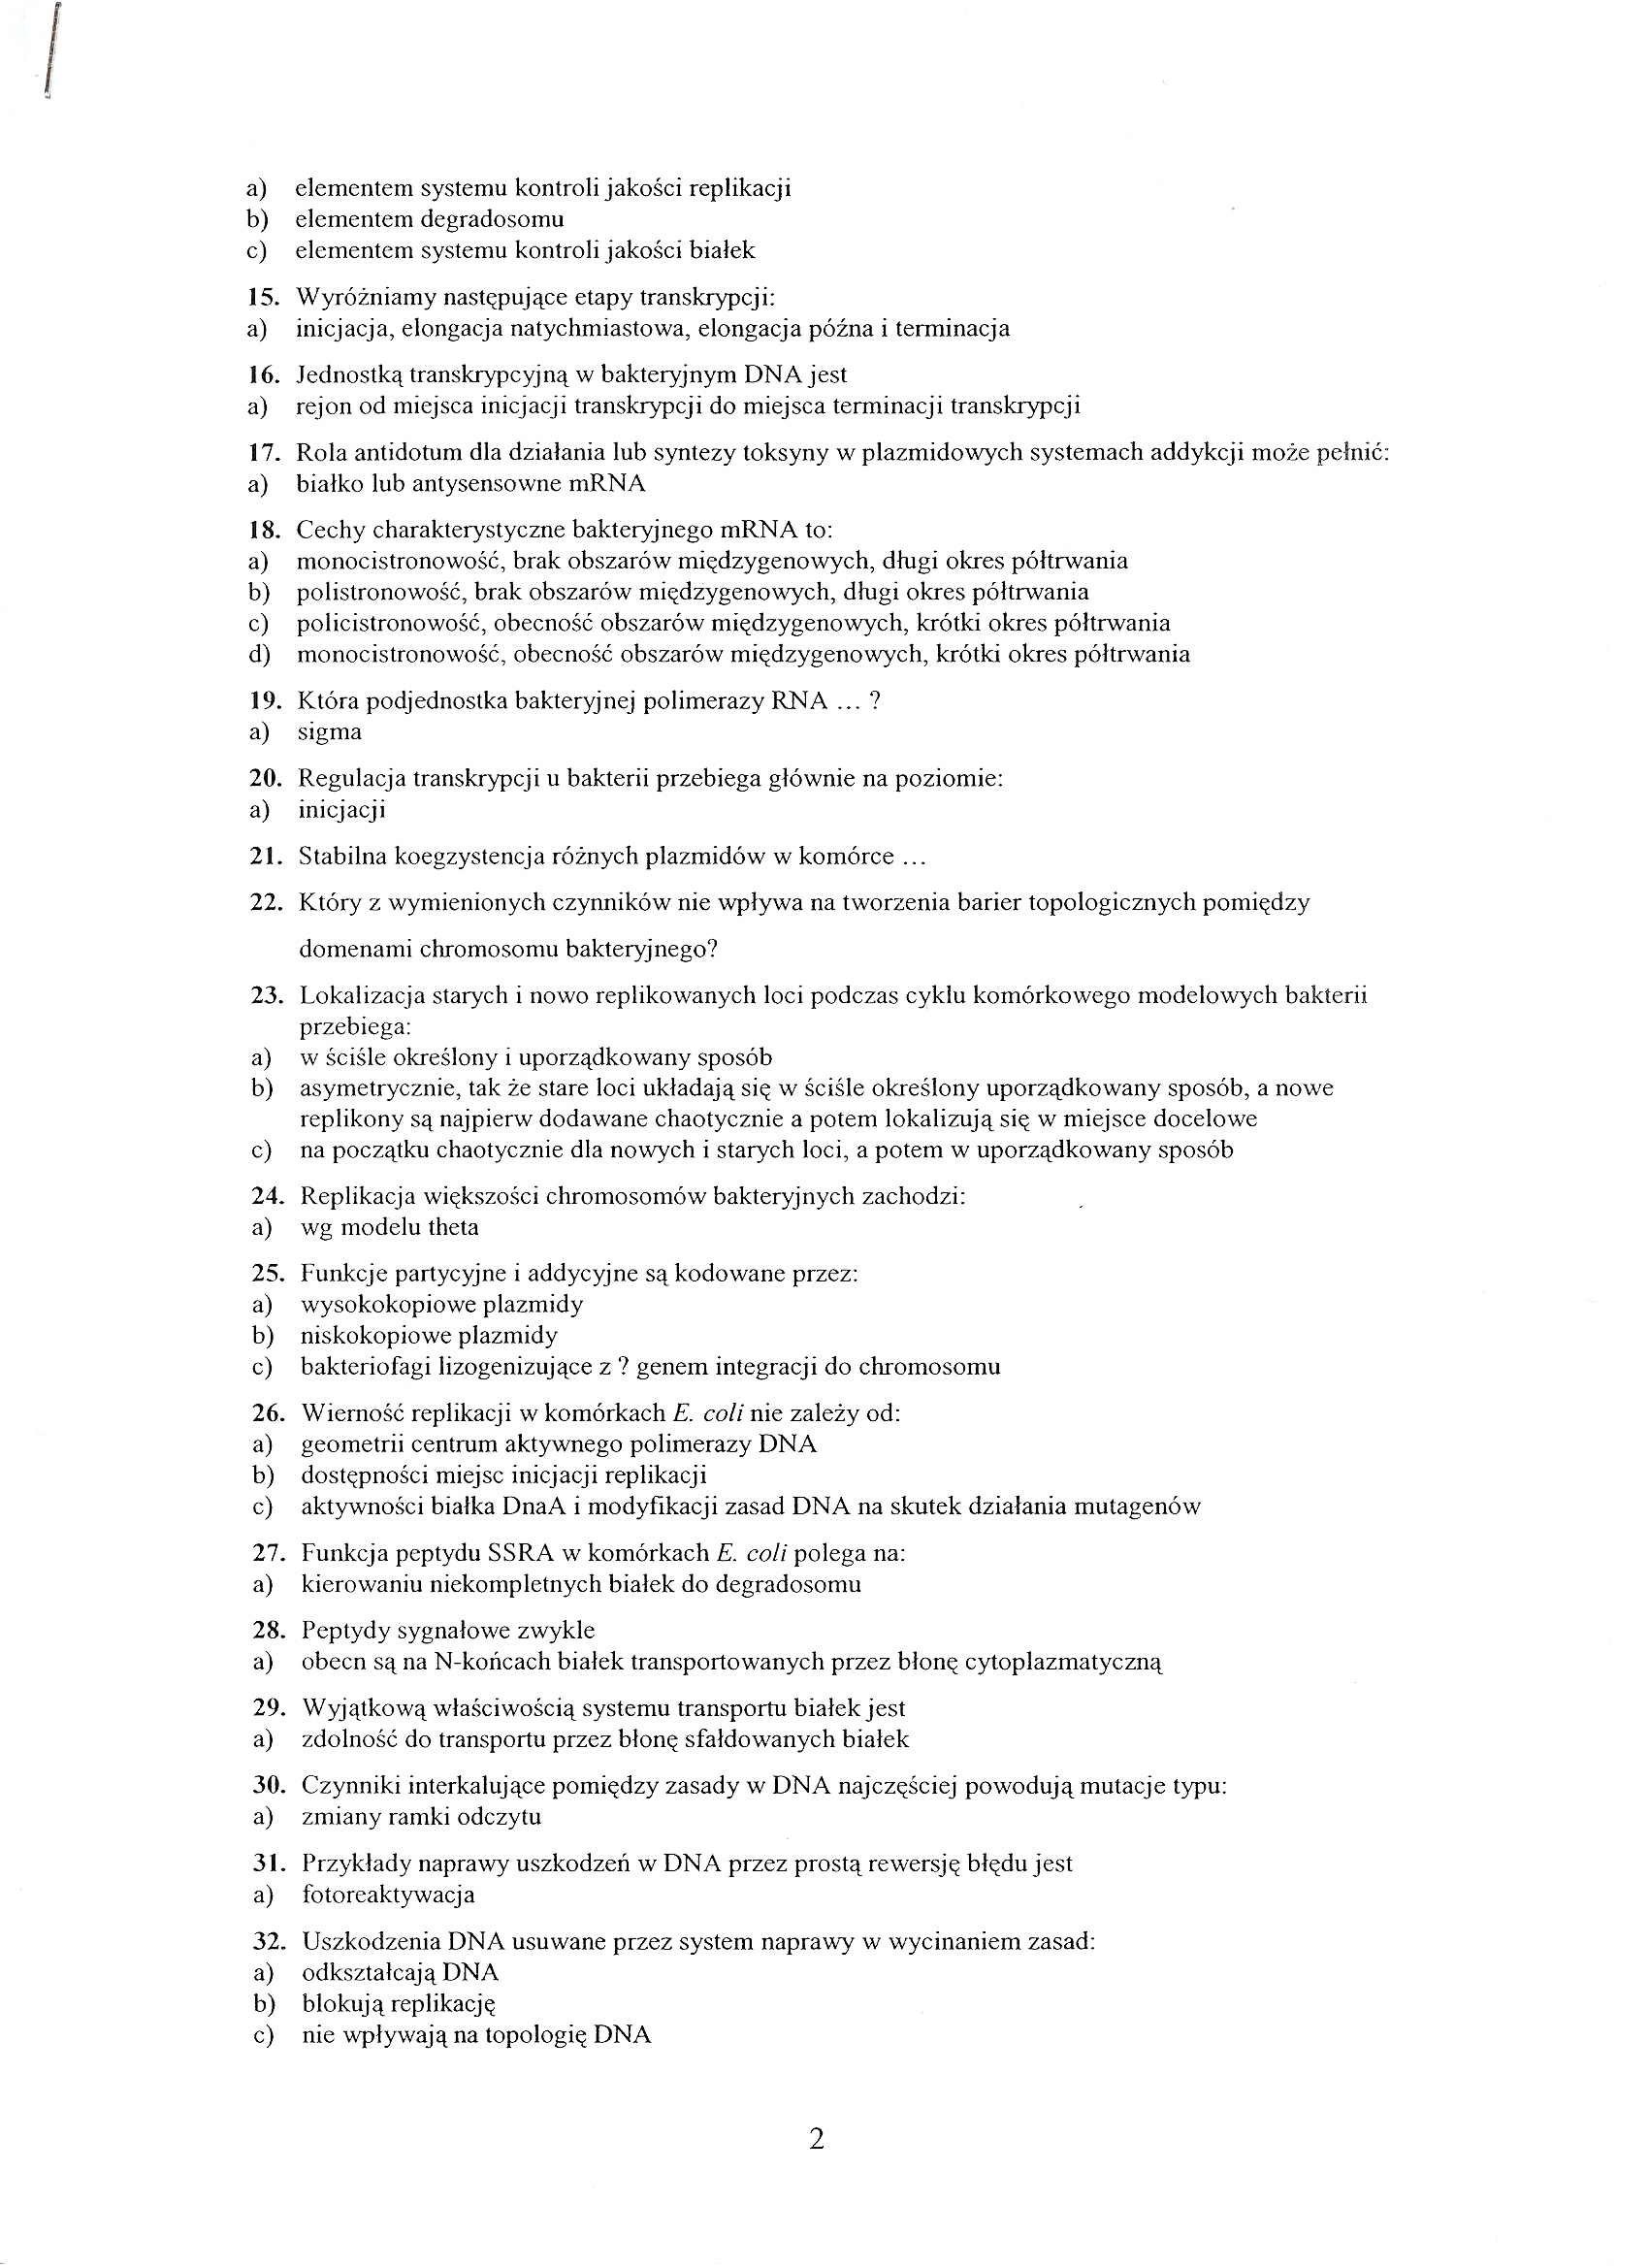 a) elementem systemu kontroli jakości replikacji
b) elementem degradosomu
c) elementem systemu kontroli jakości białek
15. Wyróżniamy następujące etapy transkrypcji:
a) inicjacja, elongacja natychmiastowa, elongacja późna i terminacja
16. Jednostką transkrypcyjną w bakteryjnym DNA jest
a) rejon od miejsca inicjacji transkrypcji do miejsca terminacji transkrypcji
17. Rola antidotum dla działania lub syntezy toksyny w plazmidowych systemach addykcji może pełnić:
a) białko lub antysensowne mRNA
18. Cechy charakterystyczne bakteryjnego mRNA to:
a) monocistronowość, brak obszarów międzygenowych, długi okres półtrwania
b) polistronowość, brak obszarów międzygenowych, długi okres półtrwania
c) policistronowość, obecność obszarów międzygenowych, krótki okres półtrwania
d) monocistronowość, obecność obszarów międzygenowych, krótki okres półtrwania
19. Która podjednostka bakteryjnej polimerazy RNA ... ?
a) sigma
20. Regulacja transkrypcji u bakterii przebiega głównie na poziomie:
a) inicjacji
21. Stabilna koegzystencja różnych plazmidów w komórce ...
22. Który z wymienionych czynników nie wpływa na tworzenia barier topologicznych pomiędzy
domenami chromosomu bakteryjnego?
23. Lokalizacja starych i nowo replikowanych loci podczas cyklu komórkowego modelowych bakterii
przebiega:
a) w ściśle określony i uporządkowany sposób
b) asymetrycznie, tak że stare loci układają się w ściśle określony uporządkowany sposób, a nowe
replikony są najpierw dodawane chaotycznie a potem lokalizują się w miejsce docelowe
c) na początku chaotycznie dla nowych i starych loci, a potem w uporządkowany sposób
24. Replikacja większości chromosomów bakteryjnych zachodzi:
a) wg modelu theta
25. Funkcje partycyjne i addycyjne są kodowane przez:
a) wysokokopiowe plazmidy
b) niskokopiowe plazmidy
c) bakteriofagi lizogenizujące z ? genem integracji do chromosomu
26. Wierność replikacji w komórkach E. coli nie zależy od:
a) geometrii centrum aktywnego polimerazy DNA
b) dostępności miejsc inicjacji replikacji
c) aktywności białka DnaA i modyfikacji zasad DNA na skutek działania mutagenów
27. Funkcja peptydu SSRA w komórkach E. coli polega na:
a) kierowaniu niekompletnych białek do degradosomu
28. Peptydy sygnałowe zwykle
a) obecn są na N-końcach białek transportowanych przez błonę cytoplazmatyczną
29. Wyjątkową właściwością systemu transportu białek jest
a) zdolność do transportu przez błonę sfałdowanych białek
30. Czynniki interkalujące pomiędzy zasady w DNA najczęściej powodują mutacje typu:
a) zmiany ramki odczytu
31. Przykłady naprawy uszkodzeń w DNA przez prostą rewersję błędu jest
a) fotoreaktywacja
32. Uszkodzenia DNA usuwane przez system naprawy w wycinaniem zasad:
a) odkształcają DNA
b) blokują replikację
c) nie wpływają na topologię DNA
2